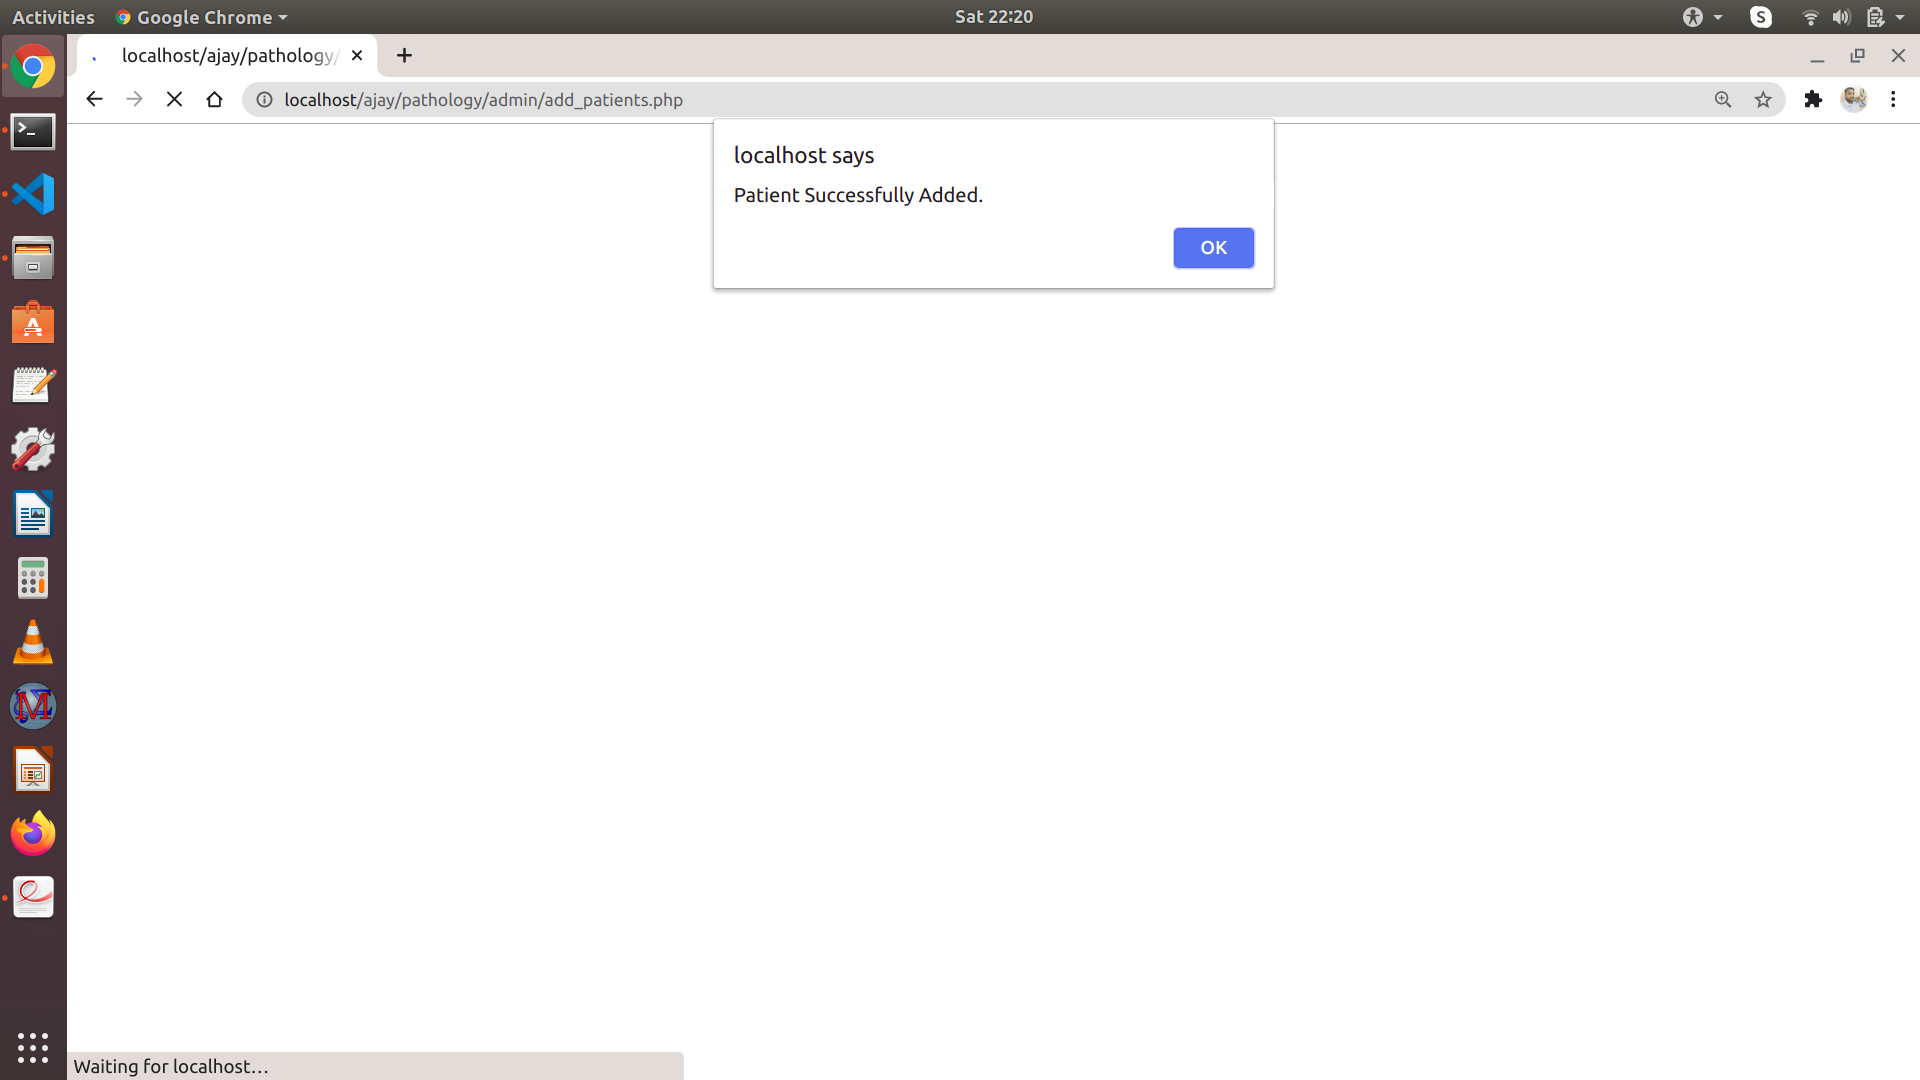 Activities
Google Chrome
Sat 22:20
localhost/ajay/pathology/
localhost/ajay/pathology/admin/add_patients.php
localhost says
Patient Successfully Added.
OK
Waiting for localhost…